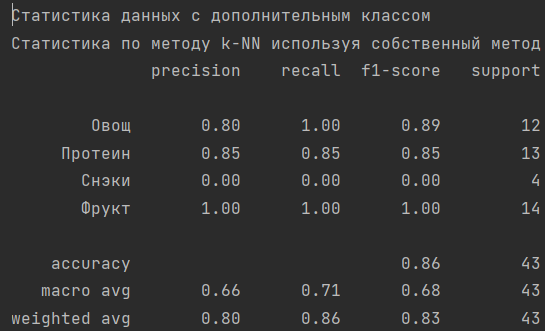 Статистика данных с дополнительным классом
Статистика по методу k-NN используя собственный метод
precision recall f1-score support
Овощ 0.80 1.00 0.89 12
Протеин 0.85 0.85 0.85 13
Снэки 0.00 0.00 0.00 4
Фрукт 1.00 1.00 1.00 14
accuracy 0.86 43
macro avg 0.66 0.71 0.68 43
weighted avg 0.80 0.86 0.83 43